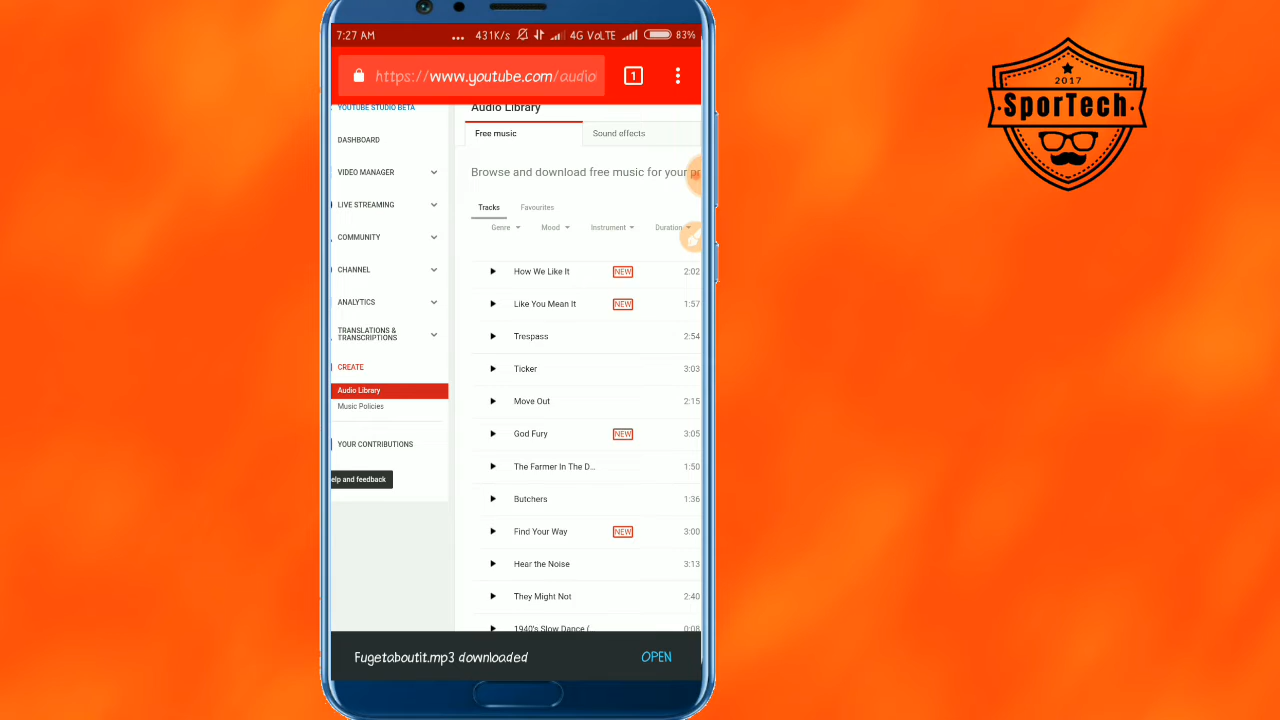 7:27 AM ... 431K/s 4G VoLTE 83%
https://www.youtube.com/audio
1
YOUTUBE STUDIO BETA
DASHBOARD
VIDEO MANAGER
LIVE STREAMING
COMMUNITY
CHANNEL
ANALYTICS
TRANSLATIONS &
TRANSCRIPTIONS
CREATE
Audio Library
Music Policies
YOUR CONTRIBUTIONS
elp and feedback
Audio Library
Free music Sound effects
Browse and download free music for your pr
Tracks Favourites
Genre Mood Instrument Duration
How We Like It NEW 2:02
Like You Mean It NEW 1:57
Trespass 2:54
Ticker 3:03
Move Out 2:15
God Fury NEW 3:05
The Farmer In The D... 1:50
Butchers 1:36
Find Your Way NEW 3:00
Hear the Noise 3:13
They Might Not 2:40
1940's Slow Dance ( 0:08
Fugetaboutit.mp3 downloaded OPEN
2017
SporTech